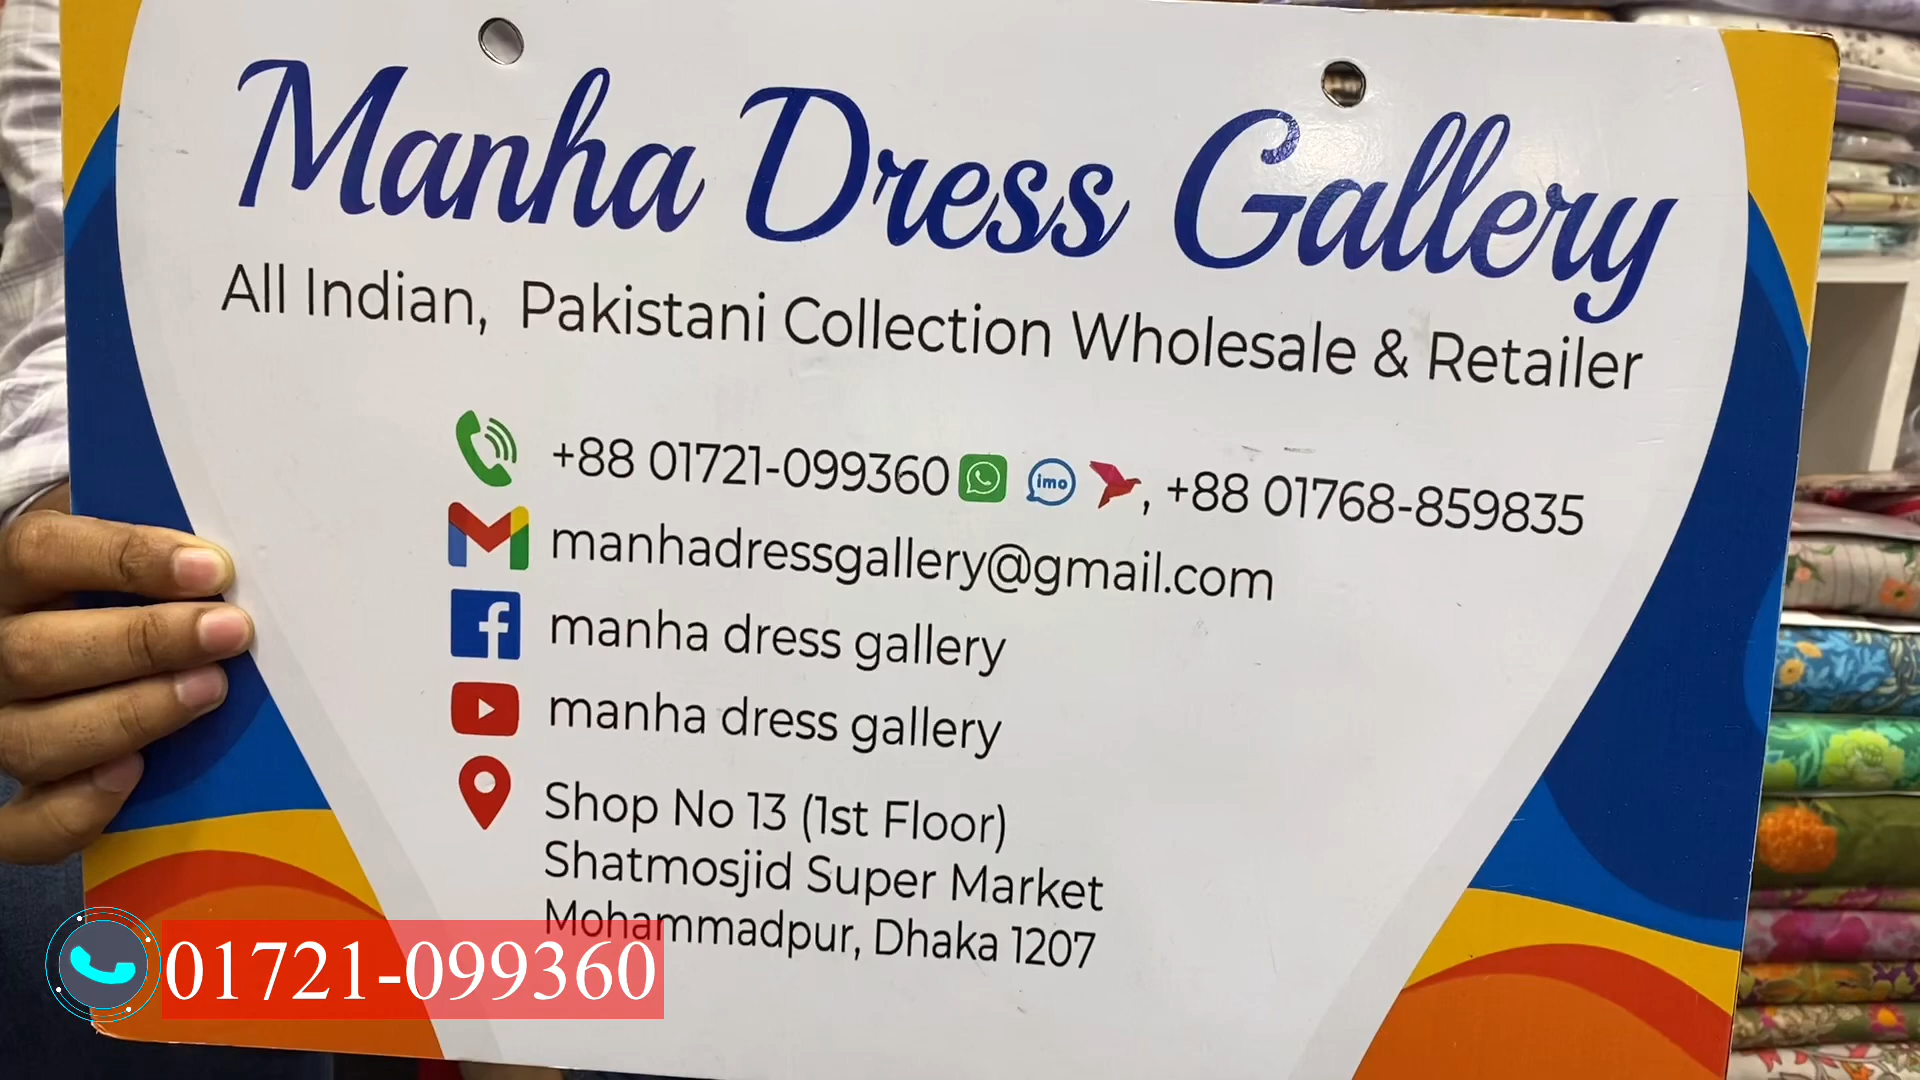 Manha Dress Gallery
All Indian, Pakistani Collection Wholesale & Retailer
+88 01721-099360 imo , +88 01768-859835
manhadressgallery@gmail.com
f manha dress gallery
manha dress gallery
Shop No 13 (1st Floor)
Shatmosjid Super Market
Mohammadpur, Dhaka 1207
01721-099360